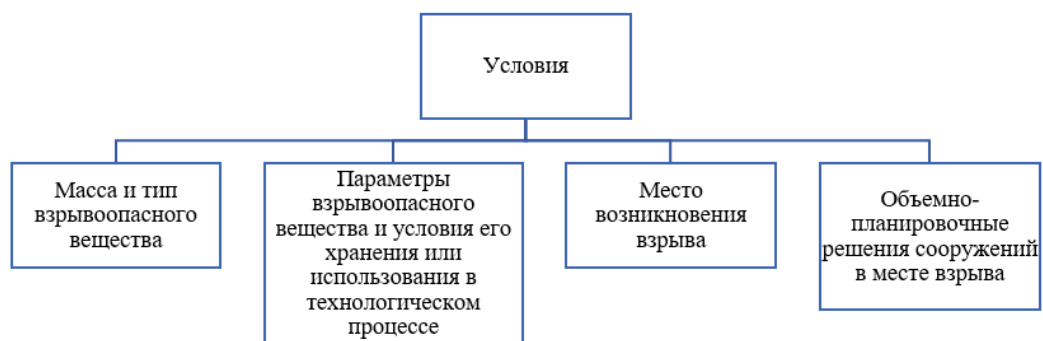 Условия
Масса и тип
взрывоопасного
вещества
Параметры
взрывоопасного
вещества и условия его
хранения или
использования в
технологическом
процессе
Место
возникновения
взрыва
Объемно-
планировочные
решения сооружений
в месте взрыва